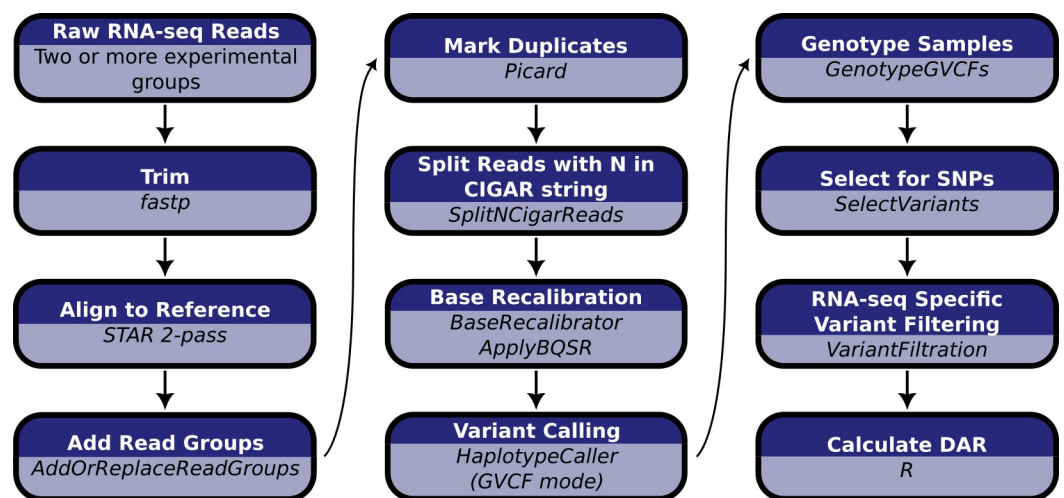 Raw RNA-seq Reads
Two or more experimental
groups
Trim
fastp
Align to Reference
STAR 2-pass
Add Read Groups
AddOrReplaceReadGroups
Mark Duplicates
Picard
Split Reads with N in
CIGAR string
SplitNCigarReads
Base Recalibration
BaseRecalibrator
ApplyBQSR
Variant Calling
HaplotypeCaller
(GVCF mode)
Genotype Samples
GenotypeGVCFs
Select for SNPs
SelectVariants
RNA-seq Specific
Variant Filtering
VariantFiltration
Calculate DAR
R